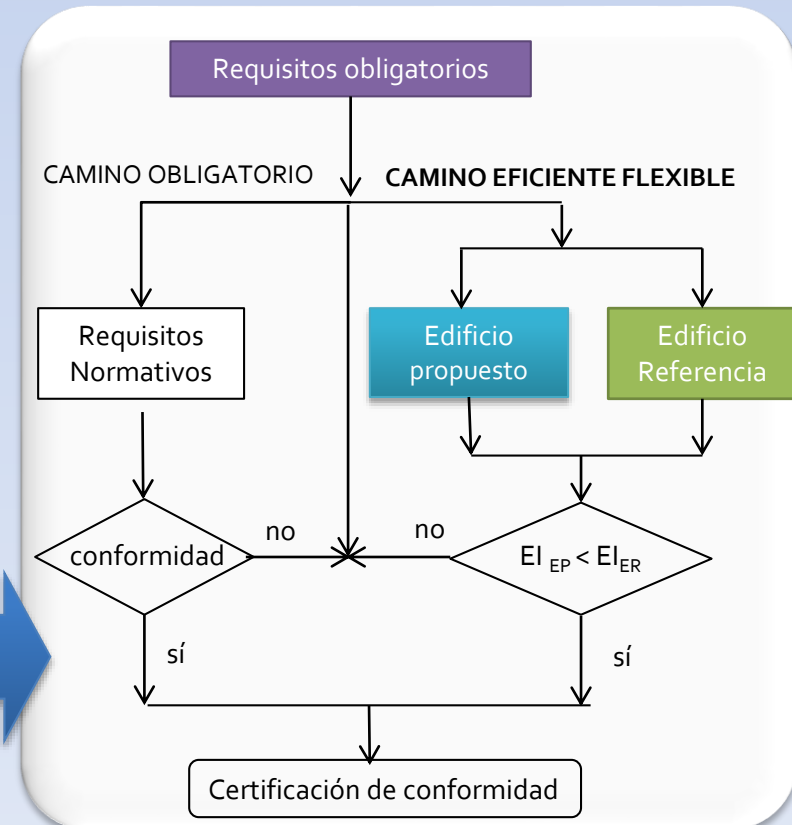 Requisitos obligatorios
CAMINO OBLIGATORIO
CAMINO EFICIENTE FLEXIBLE
Requisitos
Normativos
Edificio
propuesto
Edificio
Referencia
conformidad
no
no
EI EP < EIER
sí
sí
Certificación de conformidad